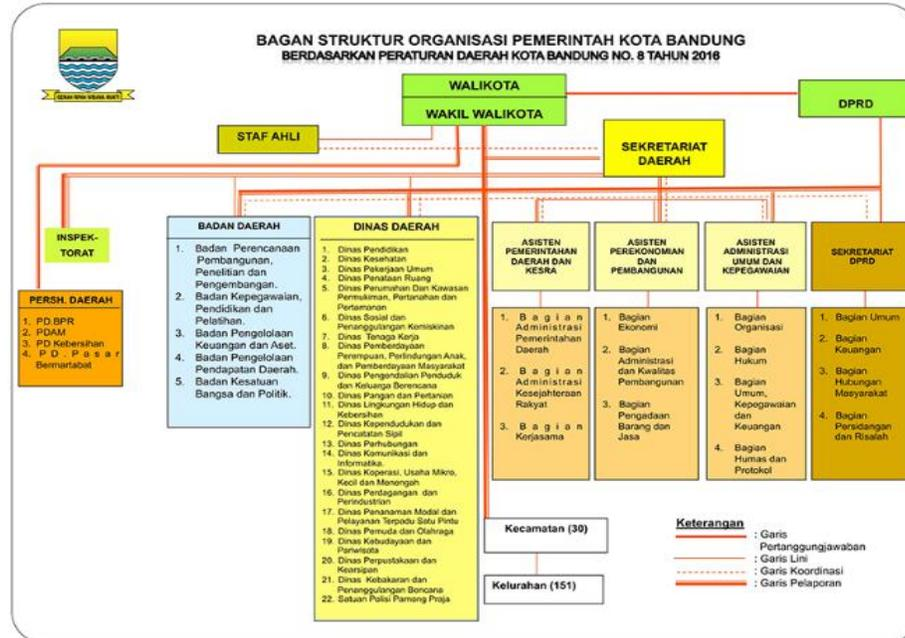 BAGAN STRUKTUR ORGANISASI PEMERINTAH KOTA BANDUNG
BERDASARKAN PERATURAN DAERAH KOTA BANDUNG NO. 8 TAHUN 2016
GEMAH RIPAH WIBAWA MUKTI
WALIKOTA
WAKIL WALIKOTA
DPRD
STAF AHLI
SEKRETARIAT
DAERAH
INSPEK-
TORAT
PERSH. DAERAH
1. PD.BPR
2. PDAM
3. PD Kebersihan
4. PD. Pasar
Bermartabat
BADAN DAERAH
1. Badan Perencanaan
Pembangunan,
Penelitian dan
Pengembangan.
2. Badan Kepegawaian,
Pendidikan dan
Pelatihan.
3. Badan Pengelolaan
Keuangan dan Aset.
4. Badan Pengelolaan
Pendapatan Daerah.
5. Badan Kesatuan
Bangsa dan Politik.
DINAS DAERAH
1. Dinas Pendidikan
2. Dinas Kesehatan
3. Dinas Pekerjaan Umum
4. Dinas Penataan Ruang
5. Dinas Perumahan Dan Kawasan
Permukiman, Pertanahan dan
Pertamanan
6. Dinas Sosial dan
Penanggulangan Kemiskinan
7. Dinas Tenaga Kerja
8. Dinas Pemberdayaan
Perempuan, Perlindungan Anak,
dan Pemberdayaan Masyarakat
9. Dinas Pengendalian Penduduk
dan Keluarga Berencana
10. Dinas Pangan dan Pertanian
11. Dinas Lingkungan Hidup dan
Kebersihan
12. Dinas Kependudukan dan
Pencatatan Sipil
13. Dinas Perhubungan
14. Dinas Komunikasi dan
Informatika.
15. Dinas Koperasi, Usaha Mikro,
Kecil dan Menengah
16. Dinas Perdagangan dan
Perindustrian
17. Dinas Penanaman Modal dan
Pelayanan Terpadu Satu Pintu
18. Dinas Pemuda dan Olahraga
19. Dinas Kebudayaan dan
Pariwisata
20. Dinas Perpustakaan dan
Kearsipan
21. Dinas Kebakaran dan
Penanggulangan Bencana
22. Satuan Polisi Pamong Praja
ASISTEN
PEMERINTAHAN
DAERAH DAN
KESRA
1. Bagian
Administrasi
Pemerintahan
Daerah
2. Bagian
Administrasi
Kesejahteraan
Rakyat
3. Bagian
Kerjasama
ASISTEN
PEREKONOMIAN
DAN
PEMBANGUNAN
1. Bagian
Ekonomi
2. Bagian
Administrasi
dan Kwalitas
Pembangunan
3. Bagian
Pengadaan
Barang dan
Jasa
ASISTEN
ADMINISTRASI
UMUM DAN
KEPEGAWAIAN
1. Bagian
Organisasi
2. Bagian
Hukum
3. Bagian
Umum,
Kepegawaian
dan
Keuangan
4. Bagian
Humas dan
Protokol
SEKRETARIAT
DPRD
1. Bagian Umum
2. Bagian
Keuangan
3. Bagian
Hubungan
Masyarakat
4. Bagian
Persidangan
dan Risalah
Kecamatan (30)
Kelurahan (151)
Keterangan
: Garis
Pertanggungjawaban
: Garis Lini
: Garis Koordinasi
: Garis Pelaporan